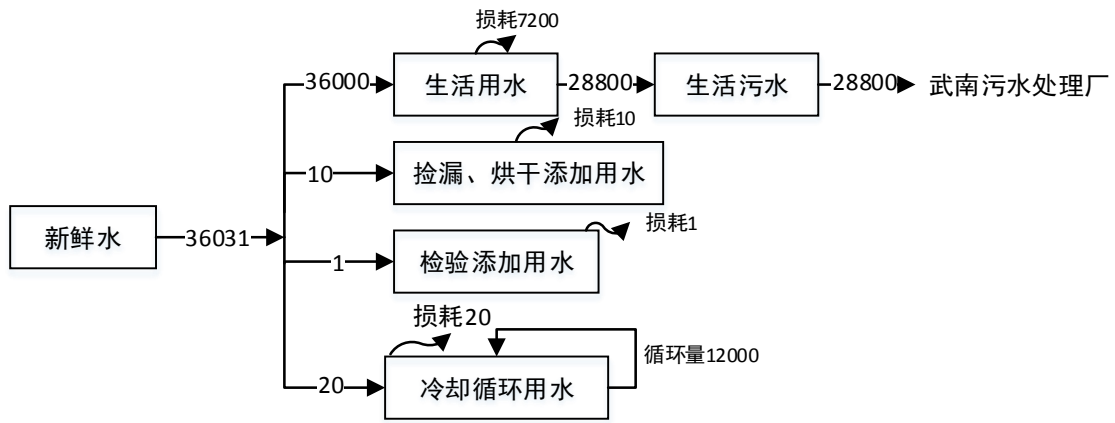 损耗7200
36000
生活用水
28800
生活污水
28800
武南污水处理厂
损耗10
10
捡漏、烘干添加用水
新鲜水
36031
损耗1
1
检验添加用水
损耗20
循环量12000
20
冷却循环用水